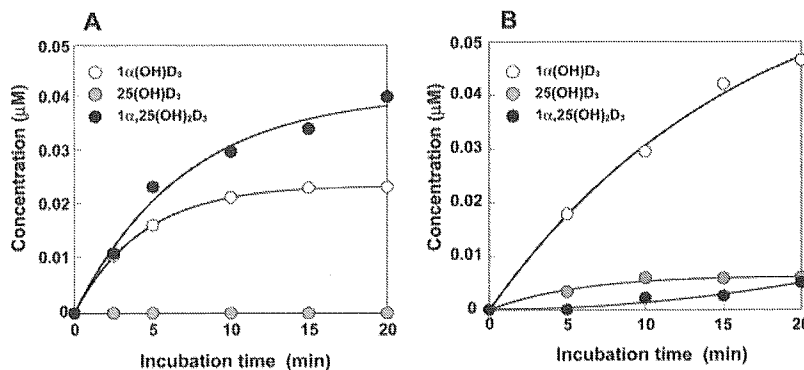 A
0.05
0.04
0.03
0.02
0.01
0
Concentration (μM)
1α(OH)D₃
25(OH)D₃
1α,25(OH)₂D₃
0 5 10 15 20
Incubation time (min)
B
0.05
0.04
0.03
0.02
0.01
0
Concentration (μM)
1α(OH)D₃
25(OH)D₃
1α,25(OH)₂D₃
0 5 10 15 20
Incubation time (min)